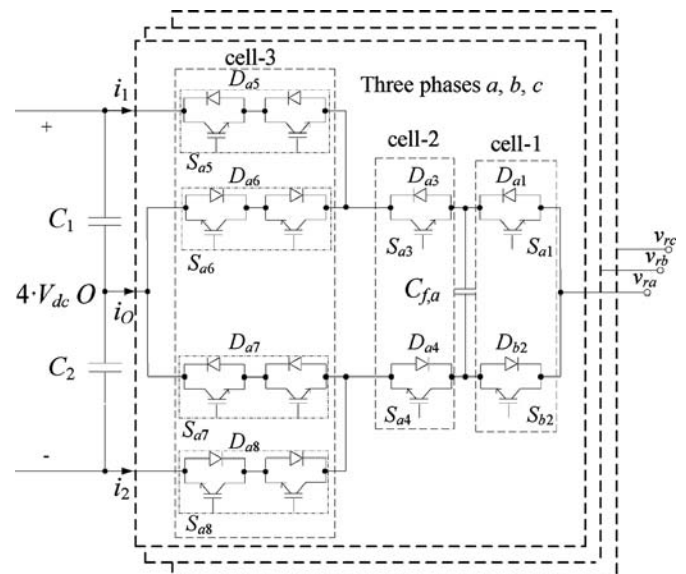 cell-3
i1
Da5
Three phases a, b, c
+
Sa5
cell-2
cell-1
Da6
Da3
Da1
C1
Sa6
Sa3
Sa1
vrc
vrb
vra
4·Vdc O
iO
Cf,a
C2
Da7
Da4
Db2
Sa7
Sa4
Sb2
Da8
-
i2
Sa8